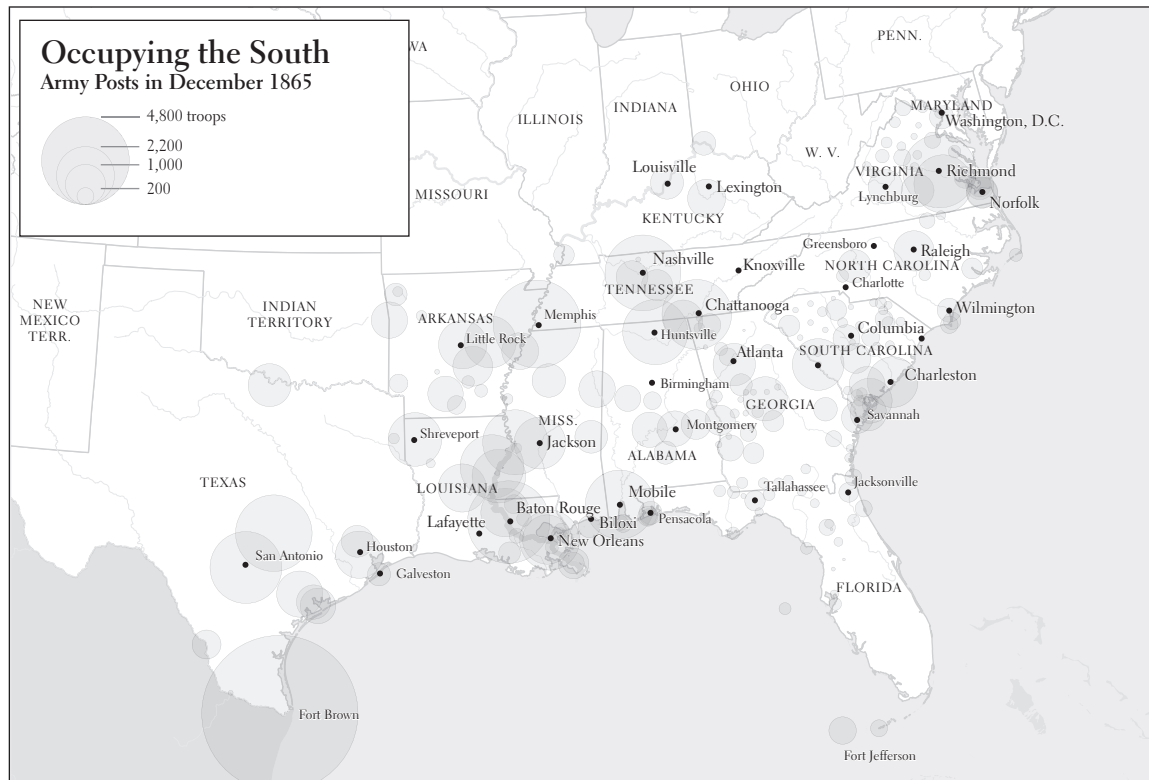 Occupying the South
Army Posts in December 1865
4,800 troops
2,200
1,000
200
WA
PENN.
OHIO
INDIANA
ILLINOIS
MARYLAND
Washington, D.C.
W. V.
Louisville
Lexington
VIRGINIA
Richmond
Lynchburg
Norfolk
MISSOURI
KENTUCKY
Greensboro
Raleigh
Nashville
Knoxville
NORTH CAROLINA
Charlotte
TENNESSEE
NEW
MEXICO
TERR.
INDIAN
TERRITORY
Chattanooga
Wilmington
ARKANSAS
Memphis
Huntsville
Columbia
Little Rock
Atlanta
SOUTH CAROLINA
Charleston
Birmingham
GEORGIA
Savannah
MISS.
Montgomery
Shreveport
Jackson
ALABAMA
TEXAS
LOUISIANA
Mobile
Tallahassee
Jacksonville
Baton Rouge
Lafayette
Biloxi
Pensacola
New Orleans
San Antonio
Houston
Galveston
FLORIDA
Fort Brown
Fort Jefferson